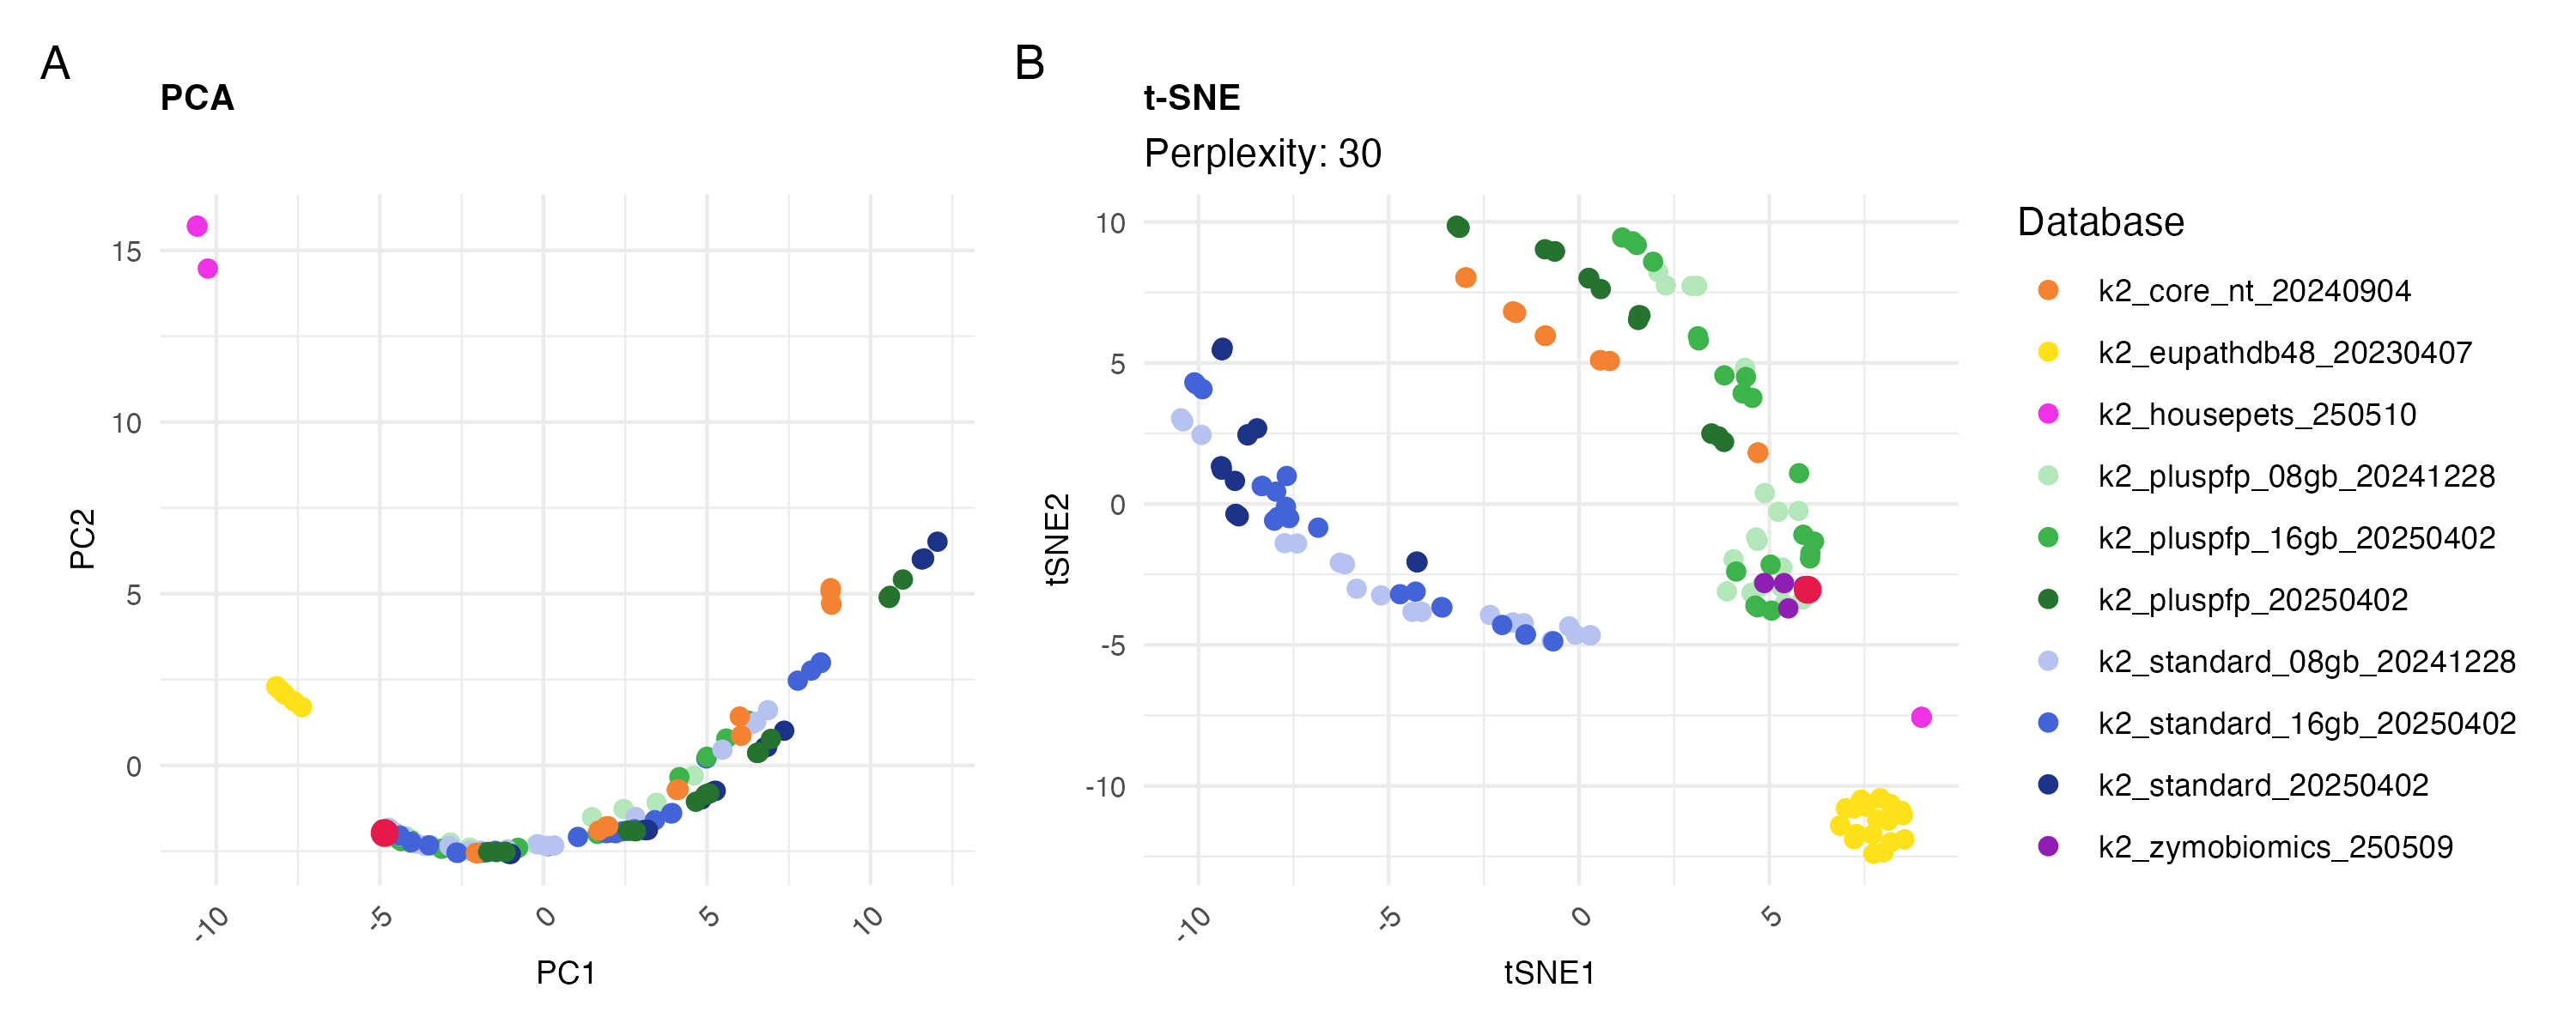 A
PCA
15
10
5
0
PC2
-10
-5
0
5
10
PC1
B
t-SNE
Perplexity: 30
10
5
0
-5
-10
tSNE2
-10
-5
0
5
tSNE1
Database
k2_core_nt_20240904
k2_eupathdb48_20230407
k2_housepets_250510
k2_pluspfp_08gb_20241228
k2_pluspfp_16gb_20250402
k2_pluspfp_20250402
k2_standard_08gb_20241228
k2_standard_16gb_20250402
k2_standard_20250402
k2_zymobiomics_250509